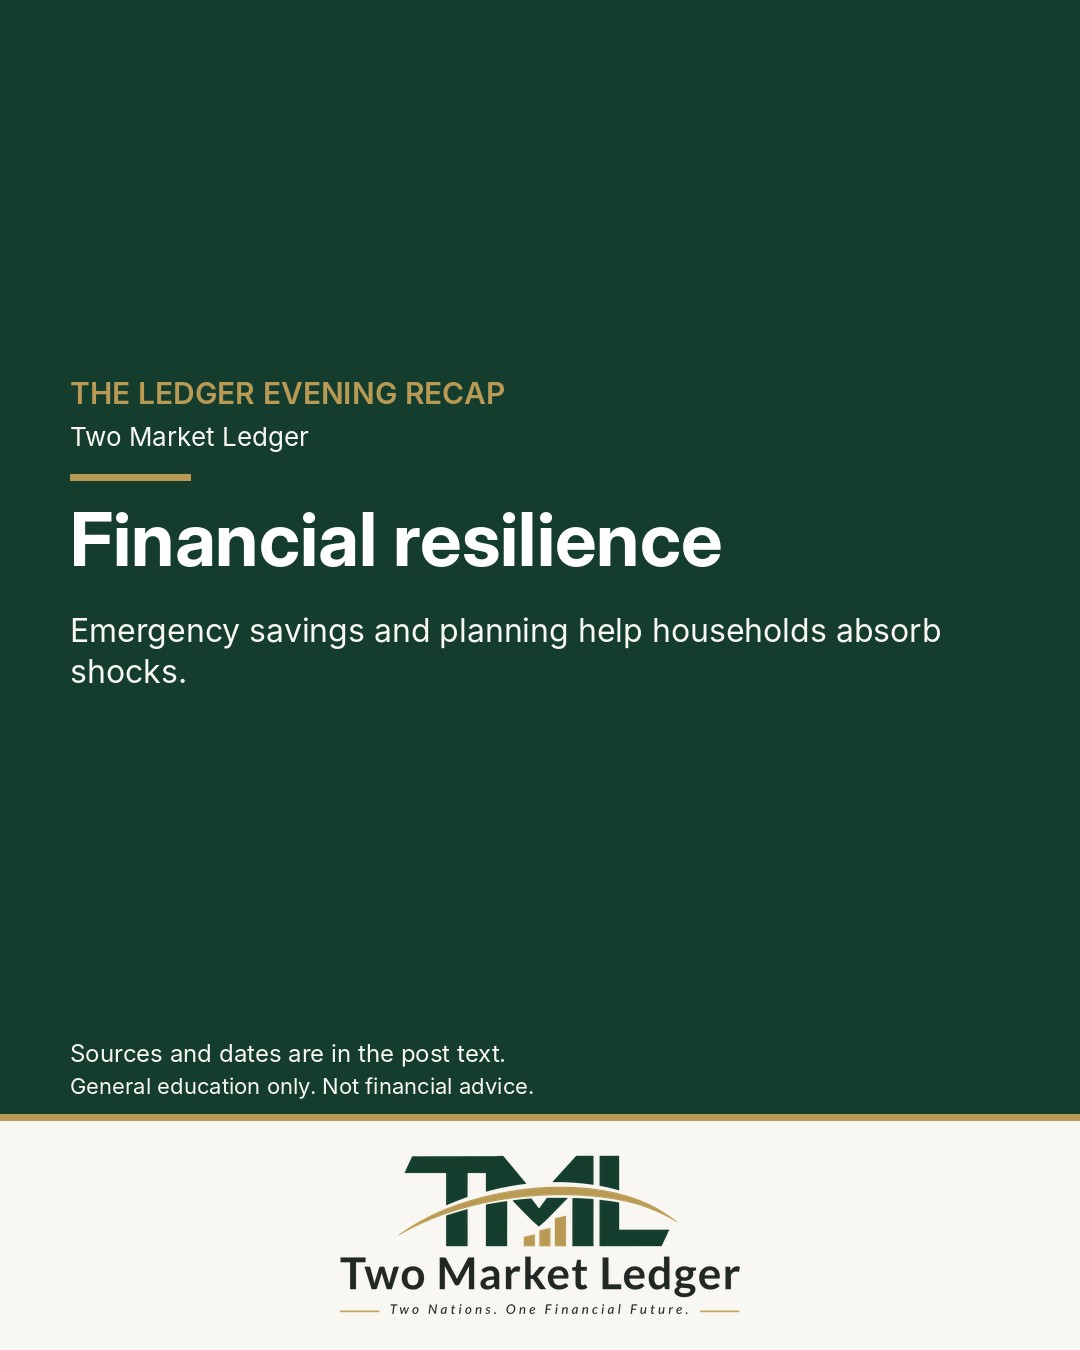 THE LEDGER EVENING RECAP
Two Market Ledger
Financial resilience
Emergency savings and planning help households absorb
shocks.
Sources and dates are in the post text.
General education only. Not financial advice.
TML
Two Market Ledger
Two Nations. One Financial Future.